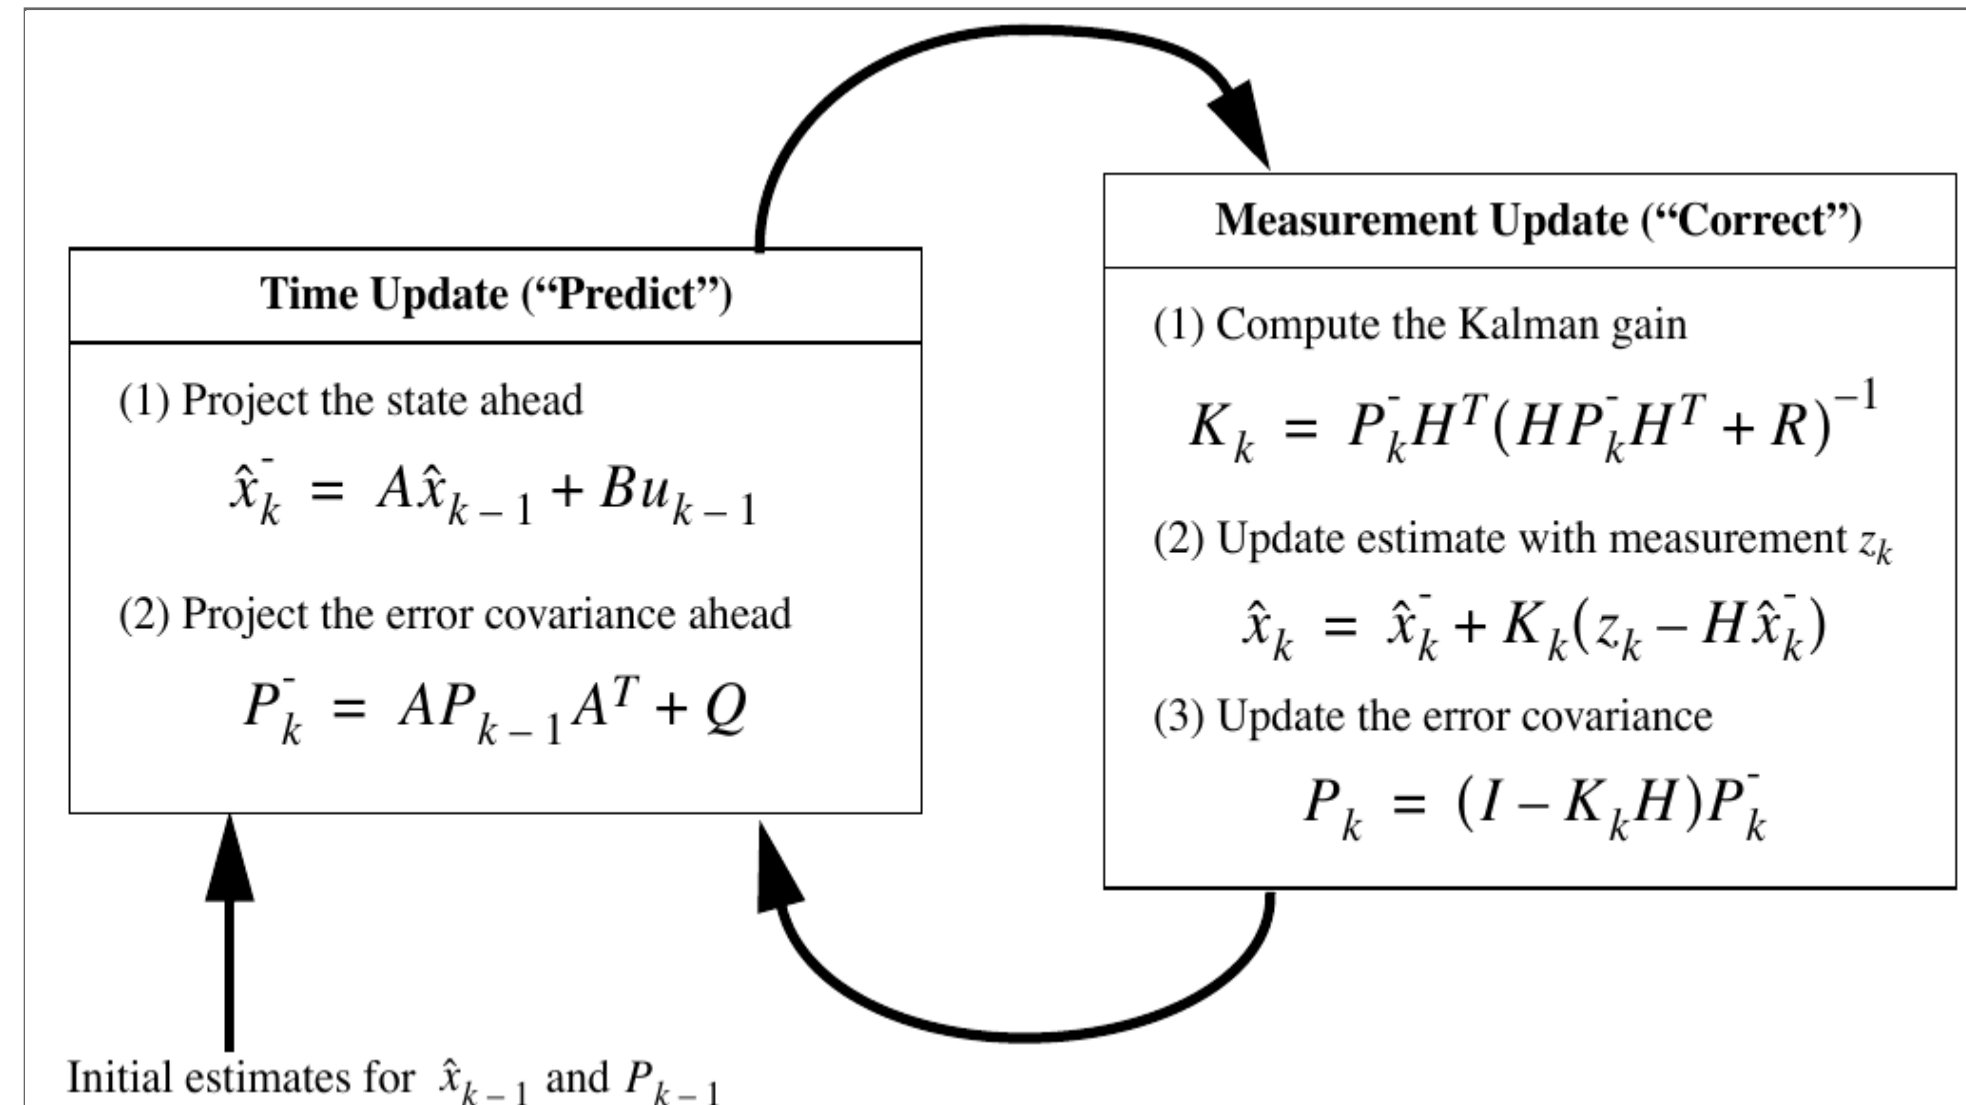 Time Update (“Predict”)
(1) Project the state ahead
x̂ₖ⁻ = Ax̂ₖ₋₁ + Buₖ₋₁
(2) Project the error covariance ahead
Pₖ⁻ = APₖ₋₁Aᵀ + Q
Initial estimates for x̂ₖ₋₁ and Pₖ₋₁
Measurement Update (“Correct”)
(1) Compute the Kalman gain
Kₖ = Pₖ⁻Hᵀ(HPₖ⁻Hᵀ + R)⁻¹
(2) Update estimate with measurement zₖ
x̂ₖ = x̂ₖ⁻ + Kₖ(zₖ – Hx̂ₖ⁻)
(3) Update the error covariance
Pₖ = (I – KₖH)Pₖ⁻